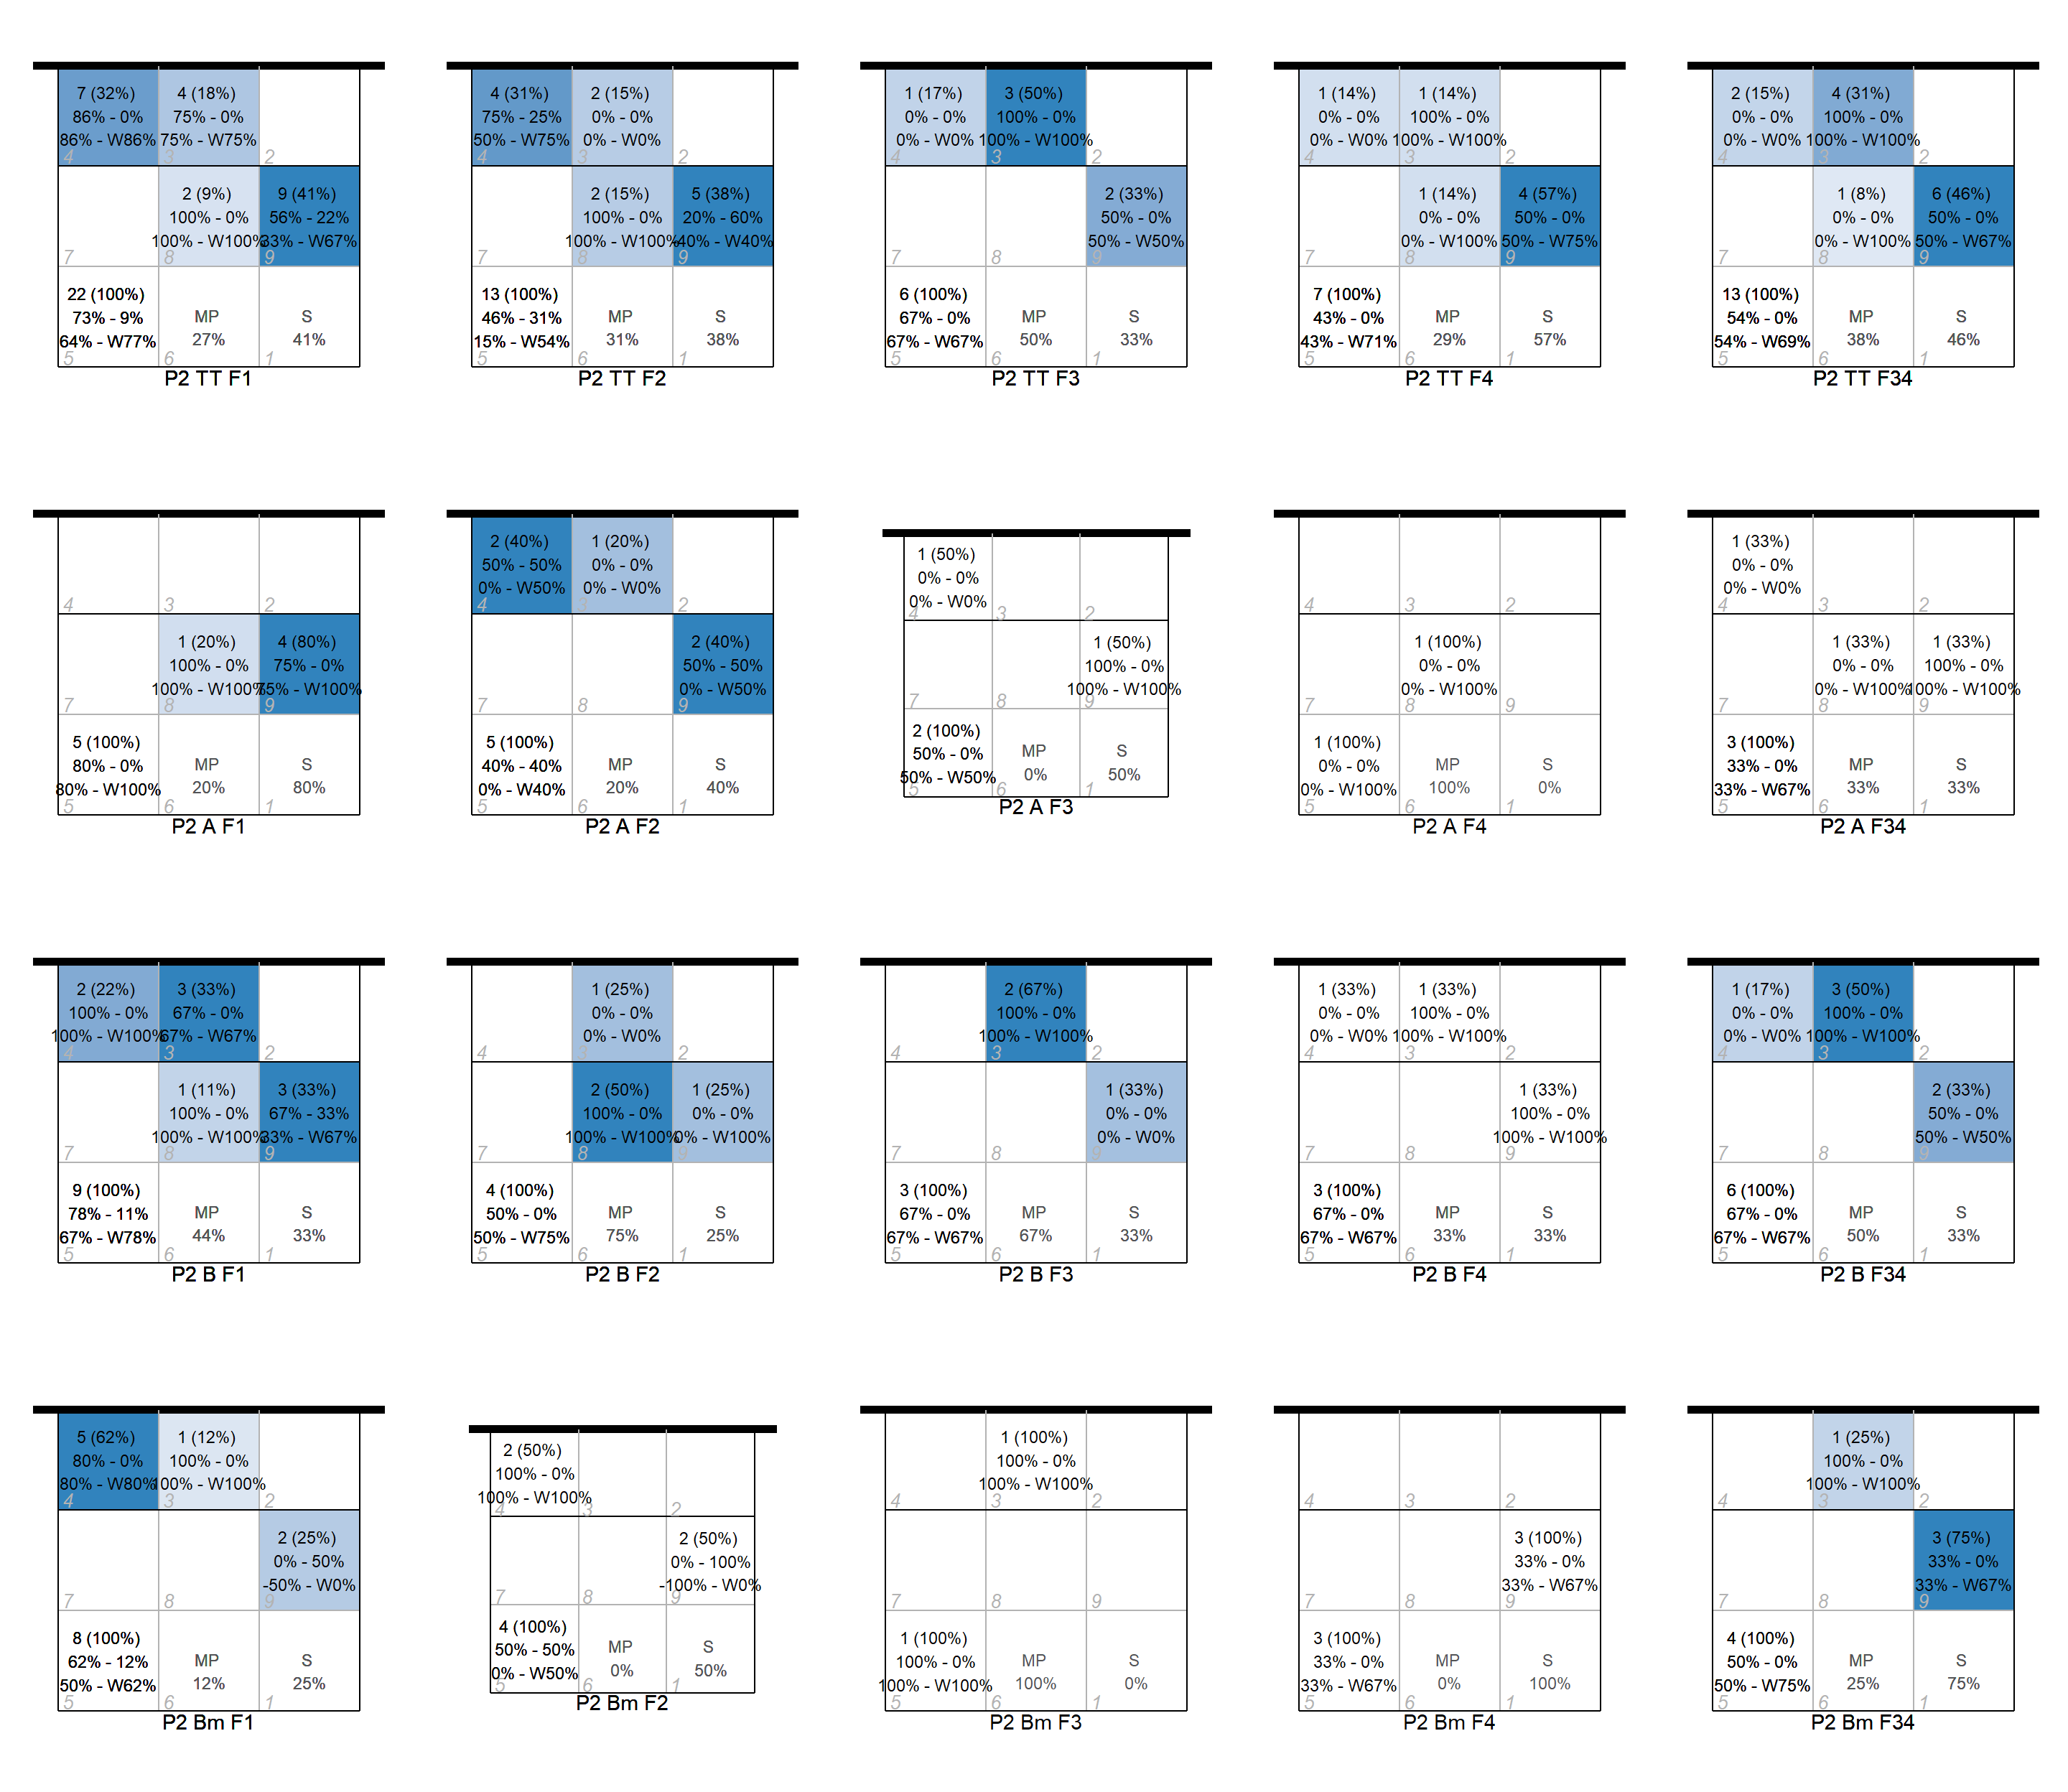 7 (32%) 4 (18%)
86% - 0% 75% - 0%
86% - W86% 75% - W75%
4 3 2
2 (9%) 9 (41%)
100% - 0% 56% - 22%
100% - W100% 33% - W67%
7 8 9
22 (100%)
73% - 9% MP S
64% - W77% 27% 41%
5 6 1
P2 TT F1
4 (31%) 2 (15%)
75% - 25% 0% - 0%
50% - W75% 0% - W0%
4 3 2
2 (15%) 5 (38%)
100% - 0% 20% - 60%
100% - W100% -40% - W40%
7 8 9
13 (100%)
46% - 31% MP S
15% - W54% 31% 38%
5 6 1
P2 TT F2
1 (17%) 3 (50%)
0% - 0% 100% - 0%
0% - W0% 100% - W100%
4 3 2
2 (33%)
50% - 0%
50% - W50%
7 8 9
6 (100%)
67% - 0% MP S
67% - W67% 50% 33%
5 6 1
P2 TT F3
1 (14%) 1 (14%)
0% - 0% 100% - 0%
0% - W0% 100% - W100%
4 3 2
1 (14%) 4 (57%)
0% - 0% 50% - 0%
0% - W100% 50% - W75%
7 8 9
7 (100%)
43% - 0% MP S
43% - W71% 29% 57%
5 6 1
P2 TT F4
2 (15%) 4 (31%)
0% - 0% 100% - 0%
0% - W0% 100% - W100%
4 3 2
1 (8%) 6 (46%)
0% - 0% 50% - 0%
0% - W100% 50% - W67%
7 8 9
13 (100%)
54% - 0% MP S
54% - W69% 38% 46%
5 6 1
P2 TT F34
4 3 2
1 (20%) 4 (80%)
100% - 0% 75% - 0%
100% - W100% 75% - W100%
7 8 9
5 (100%)
80% - 0% MP S
80% - W100% 20% 80%
5 6 1
P2 A F1
2 (40%) 1 (20%)
50% - 50% 0% - 0%
0% - W50% 0% - W0%
4 3 2
2 (40%)
50% - 50%
0% - W50%
7 8 9
5 (100%)
40% - 40% MP S
0% - W40% 20% 40%
5 6 1
P2 A F2
1 (50%)
0% - 0%
0% - W0%
4 3 2
1 (50%)
100% - 0%
100% - W100%
7 8 9
2 (100%)
50% - 0% MP S
50% - W50% 0% 50%
5 6 1
P2 A F3
4 3 2
1 (100%)
0% - 0%
0% - W100%
7 8 9
1 (100%)
0% - 0% MP S
0% - W100% 100% 0%
5 6 1
P2 A F4
1 (33%)
0% - 0%
0% - W0%
4 3 2
1 (33%) 1 (33%)
0% - 0% 100% - 0%
0% - W100% 100% - W100%
7 8 9
3 (100%)
33% - 0% MP S
33% - W67% 33% 33%
5 6 1
P2 A F34
2 (22%) 3 (33%)
100% - 0% 67% - 0%
100% - W100% 67% - W67%
4 3 2
1 (11%) 3 (33%)
100% - 0% 67% - 33%
100% - W100% 33% - W67%
7 8 9
9 (100%)
78% - 11% MP S
67% - W78% 44% 33%
5 6 1
P2 B F1
1 (25%)
0% - 0%
0% - W0%
4 3 2
2 (50%) 1 (25%)
100% - 0% 0% - 0%
100% - W100% 0% - W100%
7 8 9
4 (100%)
50% - 0% MP S
50% - W75% 75% 25%
5 6 1
P2 B F2
2 (67%)
100% - 0%
100% - W100%
4 3 2
1 (33%)
0% - 0%
0% - W0%
7 8 9
3 (100%)
67% - 0% MP S
67% - W67% 67% 33%
5 6 1
P2 B F3
1 (33%) 1 (33%)
0% - 0% 100% - 0%
0% - W0% 100% - W100%
4 3 2
1 (33%)
100% - 0%
100% - W100%
7 8 9
3 (100%)
67% - 0% MP S
67% - W67% 33% 33%
5 6 1
P2 B F4
1 (17%) 3 (50%)
0% - 0% 100% - 0%
0% - W0% 100% - W100%
4 3 2
2 (33%)
50% - 0%
50% - W50%
7 8 9
6 (100%)
67% - 0% MP S
67% - W67% 50% 33%
5 6 1
P2 B F34
5 (62%) 1 (12%)
80% - 0% 100% - 0%
80% - W80% 100% - W100%
4 3 2
2 (25%)
0% - 50%
-50% - W0%
7 8 9
8 (100%)
62% - 12% MP S
50% - W62% 12% 25%
5 6 1
P2 Bm F1
2 (50%)
100% - 0%
100% - W100%
4 3 2
2 (50%)
0% - 100%
-100% - W0%
7 8 9
4 (100%)
50% - 50% MP S
0% - W50% 0% 50%
5 6 1
P2 Bm F2
1 (100%)
100% - 0%
100% - W100%
4 3 2
7 8 9
1 (100%)
100% - 0% MP S
100% - W100% 100% 0%
5 6 1
P2 Bm F3
4 3 2
3 (100%)
33% - 0%
33% - W67%
7 8 9
3 (100%)
33% - 0% MP S
33% - W67% 0% 100%
5 6 1
P2 Bm F4
1 (25%)
100% - 0%
100% - W100%
4 3 2
3 (75%)
33% - 0%
33% - W67%
7 8 9
4 (100%)
50% - 0% MP S
50% - W75% 25% 75%
5 6 1
P2 Bm F34